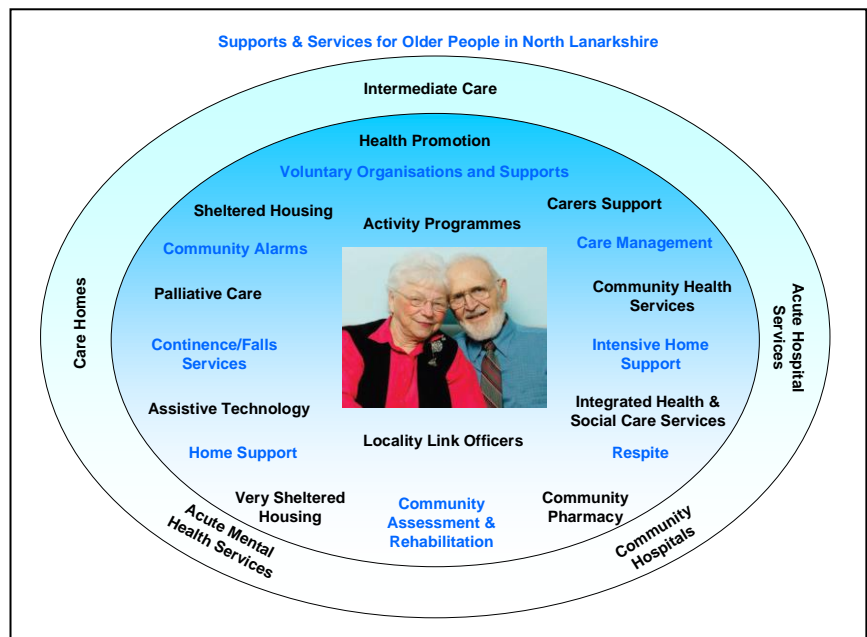 Supports & Services for Older People in North Lanarkshire
Intermediate Care
Health Promotion
Voluntary Organisations and Supports
Sheltered Housing
Carers Support
Activity Programmes
Community Alarms
Care Management
Palliative Care
Community Health
Services
Care Homes
Acute Hospital
Services
Continence/Falls
Services
Intensive Home
Support
Assistive Technology
Integrated Health &
Social Care Services
Locality Link Officers
Home Support
Respite
Very Sheltered
Housing
Community
Assessment &
Rehabilitation
Community
Pharmacy
Acute Mental
Health Services
Community
Hospitals